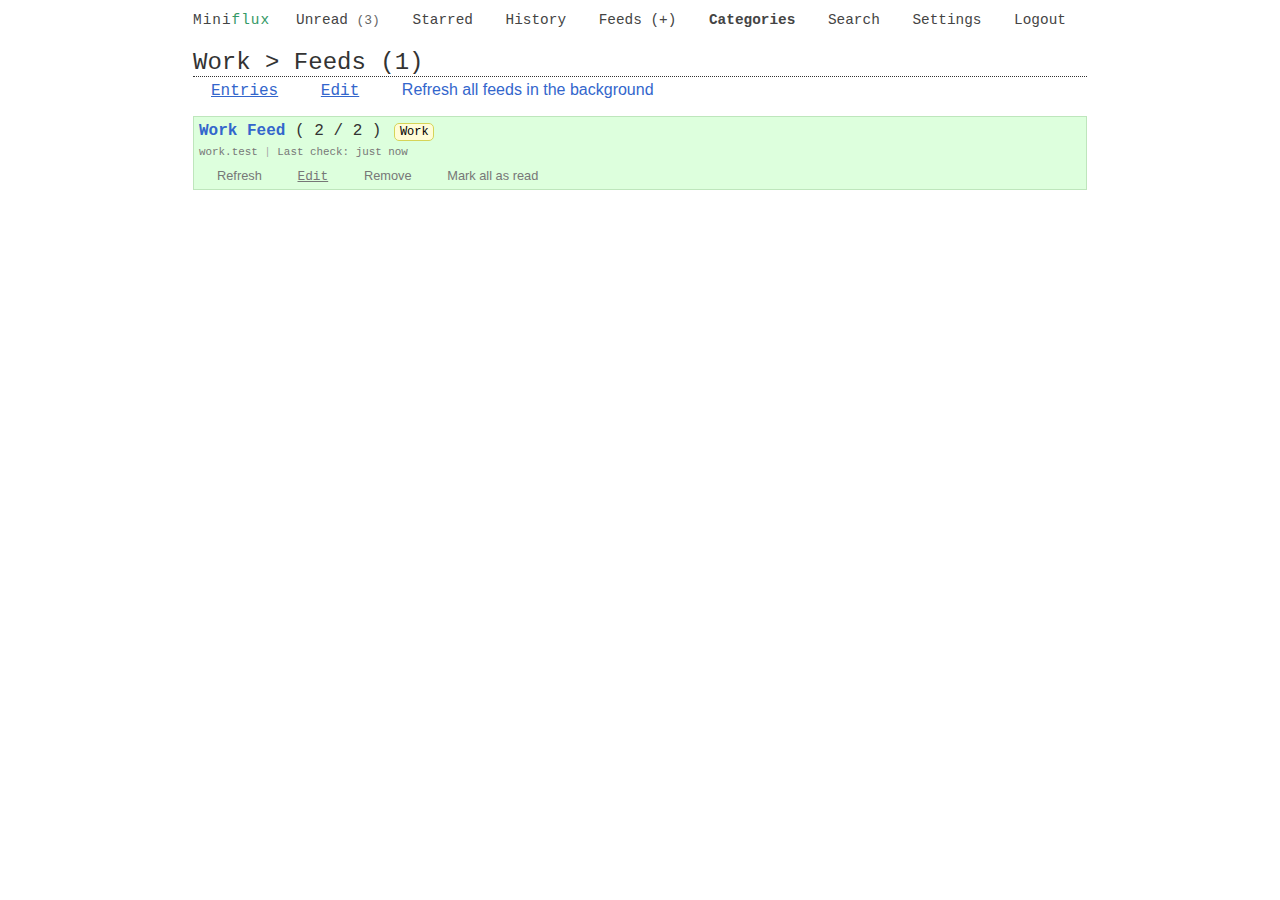 Miniflux Unread (3) Starred History Feeds (+) Categories Search Settings Logout
Work > Feeds (1)
Entries Edit Refresh all feeds in the background
Work Feed ( 2 / 2 ) Work
work.test | Last check: just now
Refresh Edit Remove Mark all as read